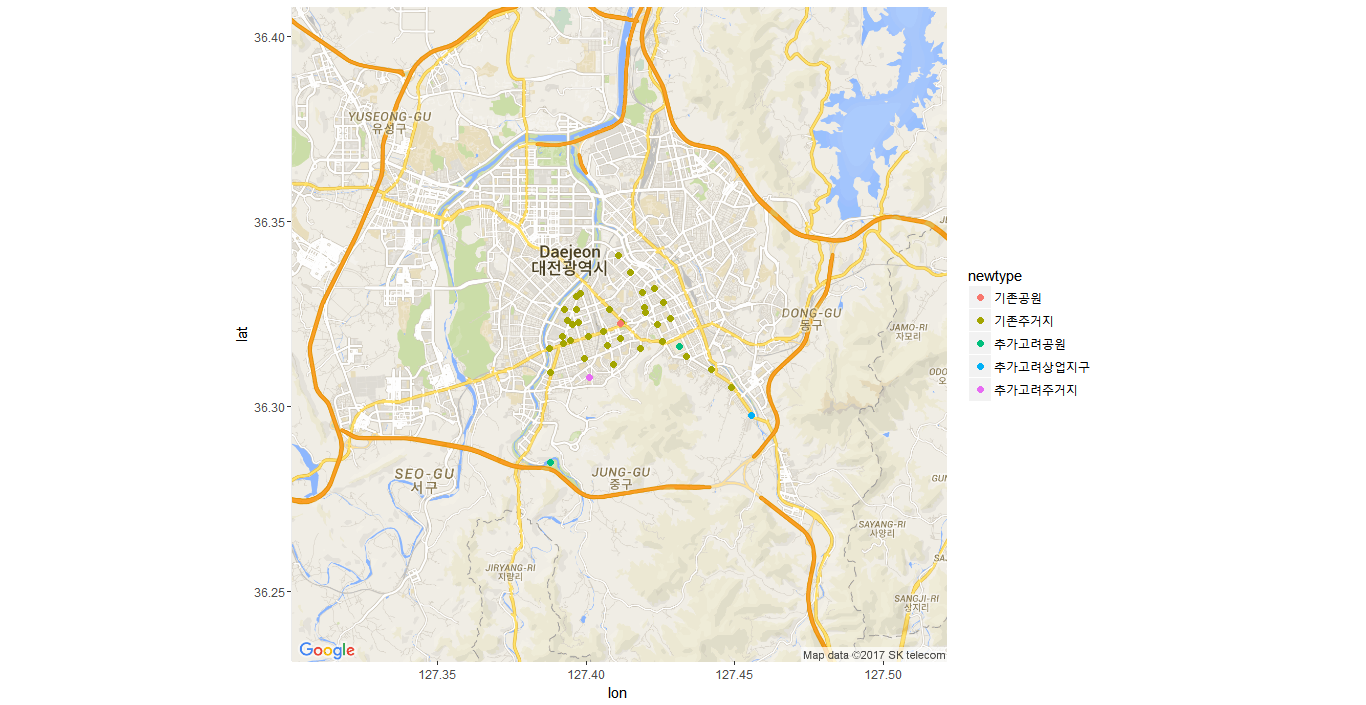 36.40
36.35
36.30
36.25
lat
YUSEONG-GU
유성구
Daejeon
대전광역시
DONG-GU
동구
JAMO-RI
자모리
SEO-GU
서구
JUNG-GU
중구
SAYANG-RI
사양리
JIRYANG-RI
지량리
SANGJI-RI
상지리
Google
Map data ©2017 SK telecom
127.35
127.40
127.45
127.50
lon
newtype
기존공원
기존주거지
추가고려공원
추가고려상업지구
추가고려주거지